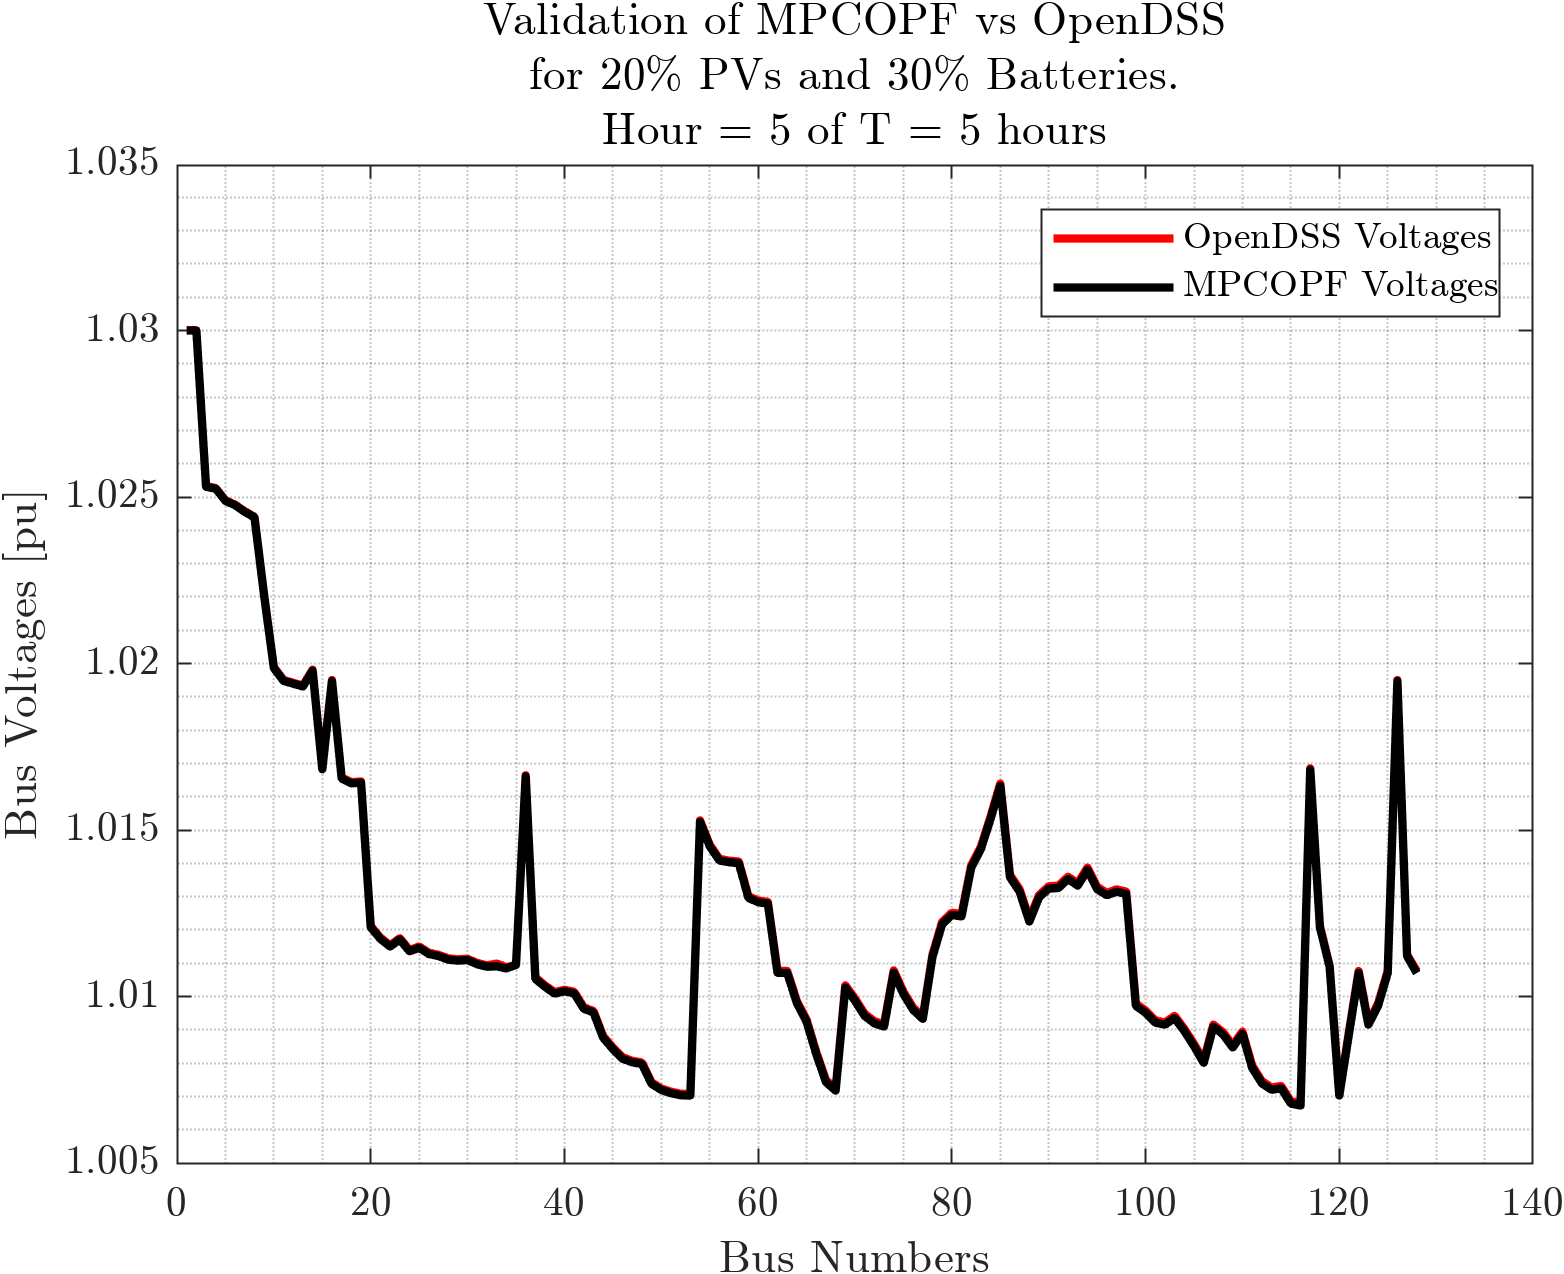 Validation of MPCOPF vs OpenDSS
for 20% PVs and 30% Batteries.
Hour = 5 of T = 5 hours
1.035
1.03
1.025
1.02
1.015
1.01
1.005
Bus Voltages [pu]
OpenDSS Voltages
MPCOPF Voltages
0 20 40 60 80 100 120 140
Bus Numbers